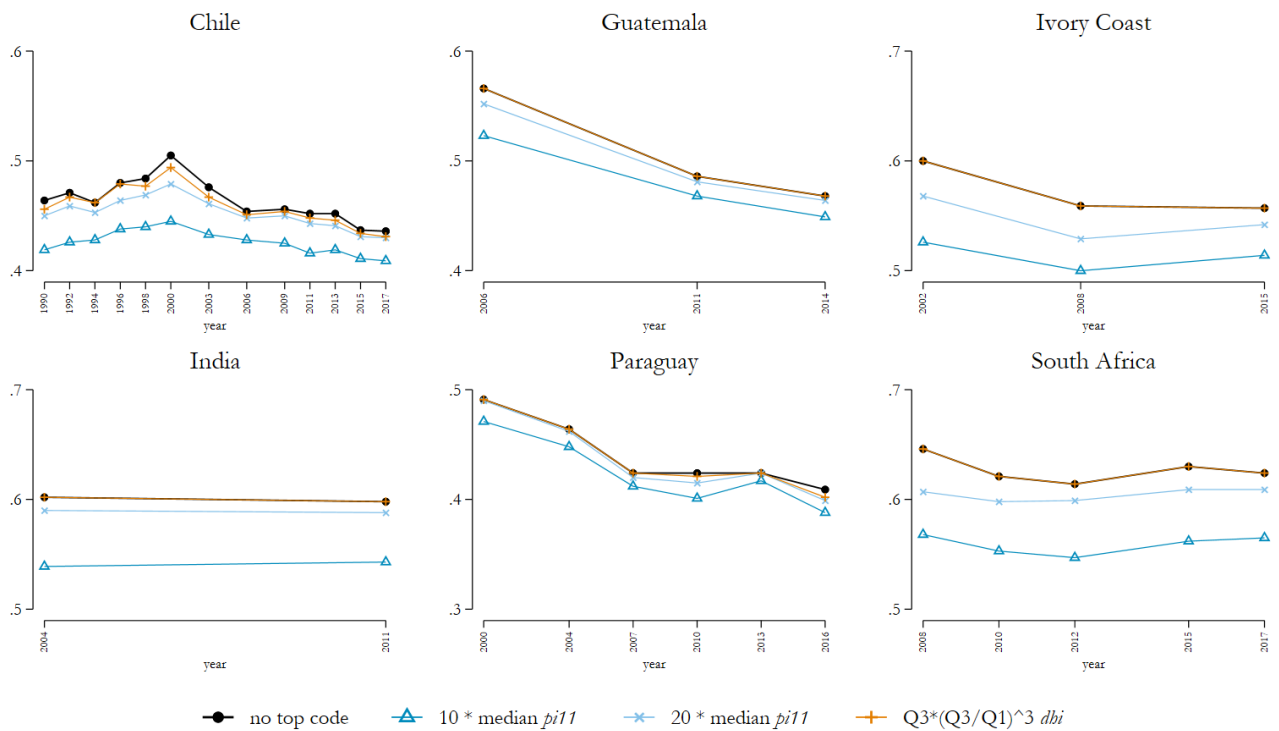 Chile
.6
.5
.4
1990 1992 1994 1996 1998 2000 2003 2006 2009 2011 2013 2015 2017
year
Guatemala
.6
.5
.4
2006 2011 2014
year
Ivory Coast
.7
.6
.5
2002 2008 2015
year
India
.7
.6
.5
2004 2011
year
Paraguay
.5
.4
.3
2000 2004 2007 2010 2013 2016
year
South Africa
.7
.6
.5
2008 2010 2012 2015 2017
year
no top code 10 * median pi11 20 * median pi11 Q3*(Q3/Q1)^3 dhi